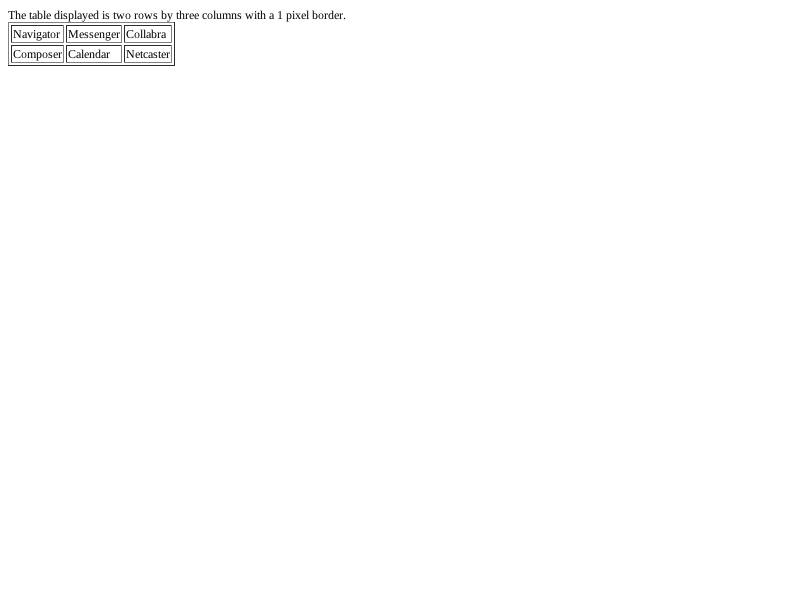 The table displayed is two rows by three columns with a 1 pixel border.
Navigator Messenger Collabra
Composer Calendar Netcaster